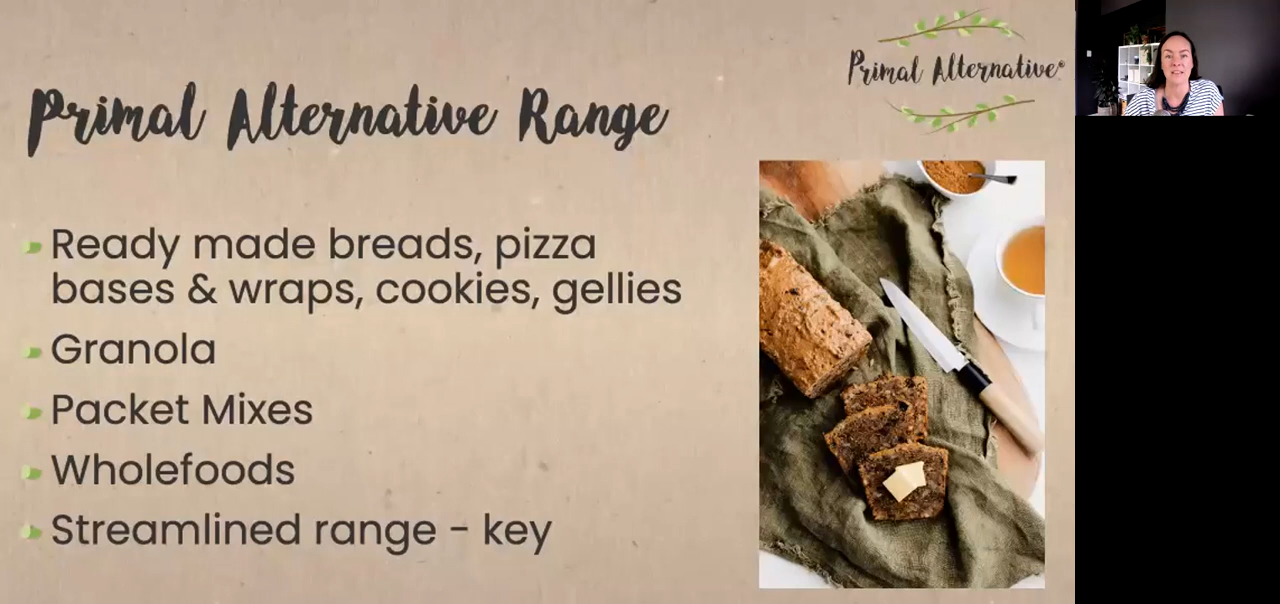 Primal Alternative®
Primal Alternative Range
Ready made breads, pizza
bases & wraps, cookies, gellies
Granola
Packet Mixes
Wholefoods
Streamlined range - key